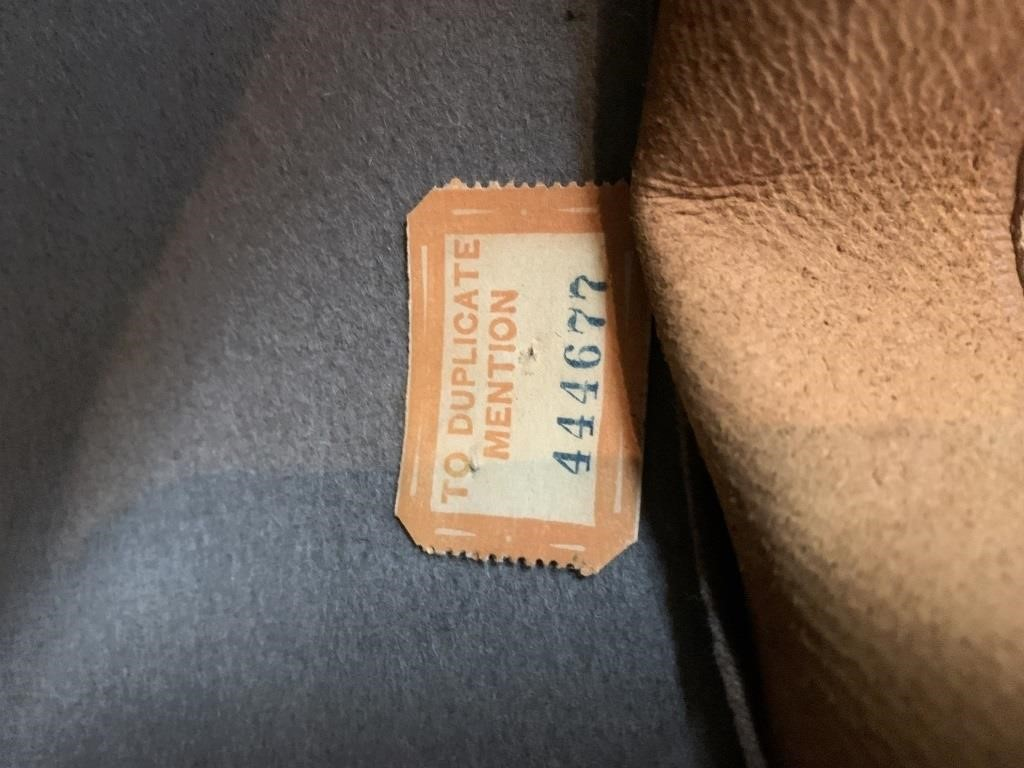 TO DUPLICATE
MENTION
444677